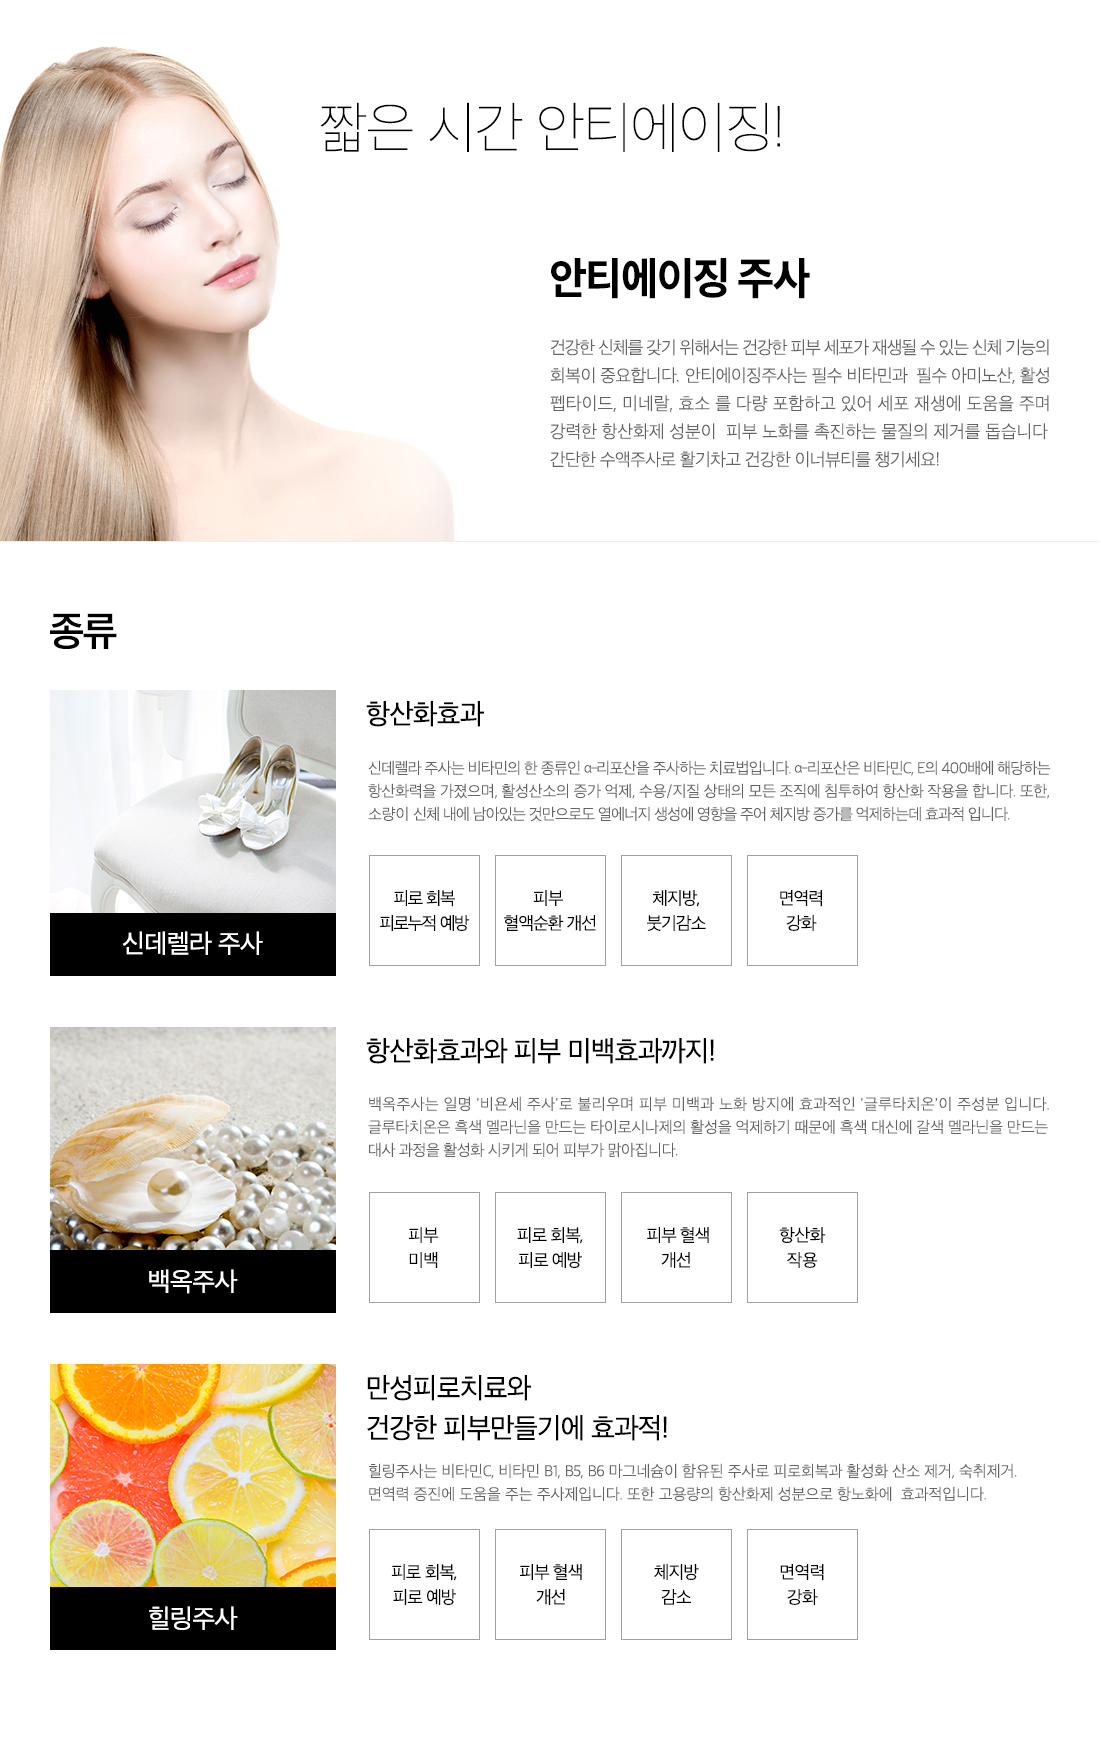 짧은 시간 안티에이징!
안티에이징 주사
건강한 신체를 갖기 위해서는 건강한 피부 세포가 재생될 수 있는 신체 기능의
회복이 중요합니다. 안티에이징주사는 필수 비타민과 필수 아미노산, 활성
펩타이드, 미네랄, 효소 를 다량 포함하고 있어 세포 재생에 도움을 주며
강력한 항산화제 성분이 피부 노화를 촉진하는 물질의 제거를 돕습니다
간단한 수액주사로 활기차고 건강한 이너뷰티를 챙기세요!
종류
항산화효과
신데렐라 주사는 비타민의 한 종류인 α-리포산을 주사하는 치료법입니다. α-리포산은 비타민C, E의 400배에 해당하는
항산화력을 가졌으며, 활성산소의 증가 억제, 수용/지질 상태의 모든 조직에 침투하여 항산화 작용을 합니다. 또한,
소량이 신체 내에 남아있는 것만으로도 열에너지 생성에 영향을 주어 체지방 증가를 억제하는데 효과적 입니다.
피로 회복
피로누적 예방
피부
혈액순환 개선
체지방,
붓기감소
면역력
강화
신데렐라 주사
항산화효과와 피부 미백효과까지!
백옥주사는 일명 '비욘세 주사'로 불리우며 피부 미백과 노화 방지에 효과적인 '글루타치온'이 주성분 입니다.
글루타치온은 흑색 멜라닌을 만드는 타이로시나제의 활성을 억제하기 때문에 흑색 대신에 갈색 멜라닌을 만드는
대사 과정을 활성화 시키게 되어 피부가 맑아집니다.
피부
미백
피로 회복,
피로 예방
피부 혈색
개선
항산화
작용
백옥주사
만성피로치료와
건강한 피부만들기에 효과적!
힐링주사는 비타민C, 비타민 B1, B5, B6 마그네슘이 함유된 주사로 피로회복과 활성화 산소 제거, 숙취제거.
면역력 증진에 도움을 주는 주사제입니다. 또한 고용량의 항산화제 성분으로 항노화에 효과적입니다.
피로 회복,
피로 예방
피부 혈색
개선
체지방
감소
면역력
강화
힐링주사